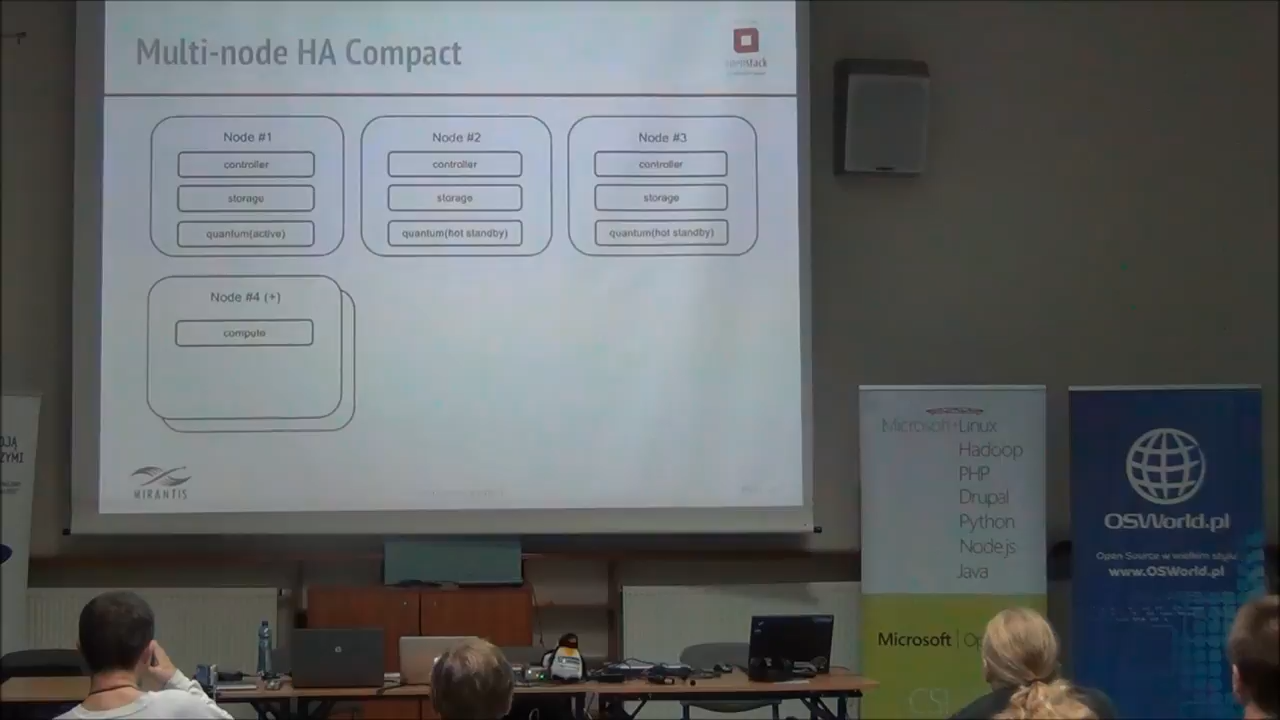 Multi-node HA Compact
openstack
Node #1
controller
storage
quantum(active)
Node #2
controller
storage
quantum(hot standby)
Node #3
controller
storage
quantum(hot standby)
Node #4 (+)
compute
MIRANTIS
Microsoft+Linux
Hadoop
PHP
Drupal
Python
Node.js
Java
Microsoft
OSWorld.pl
Open Source w wielkim stylu
www.OSWorld.pl